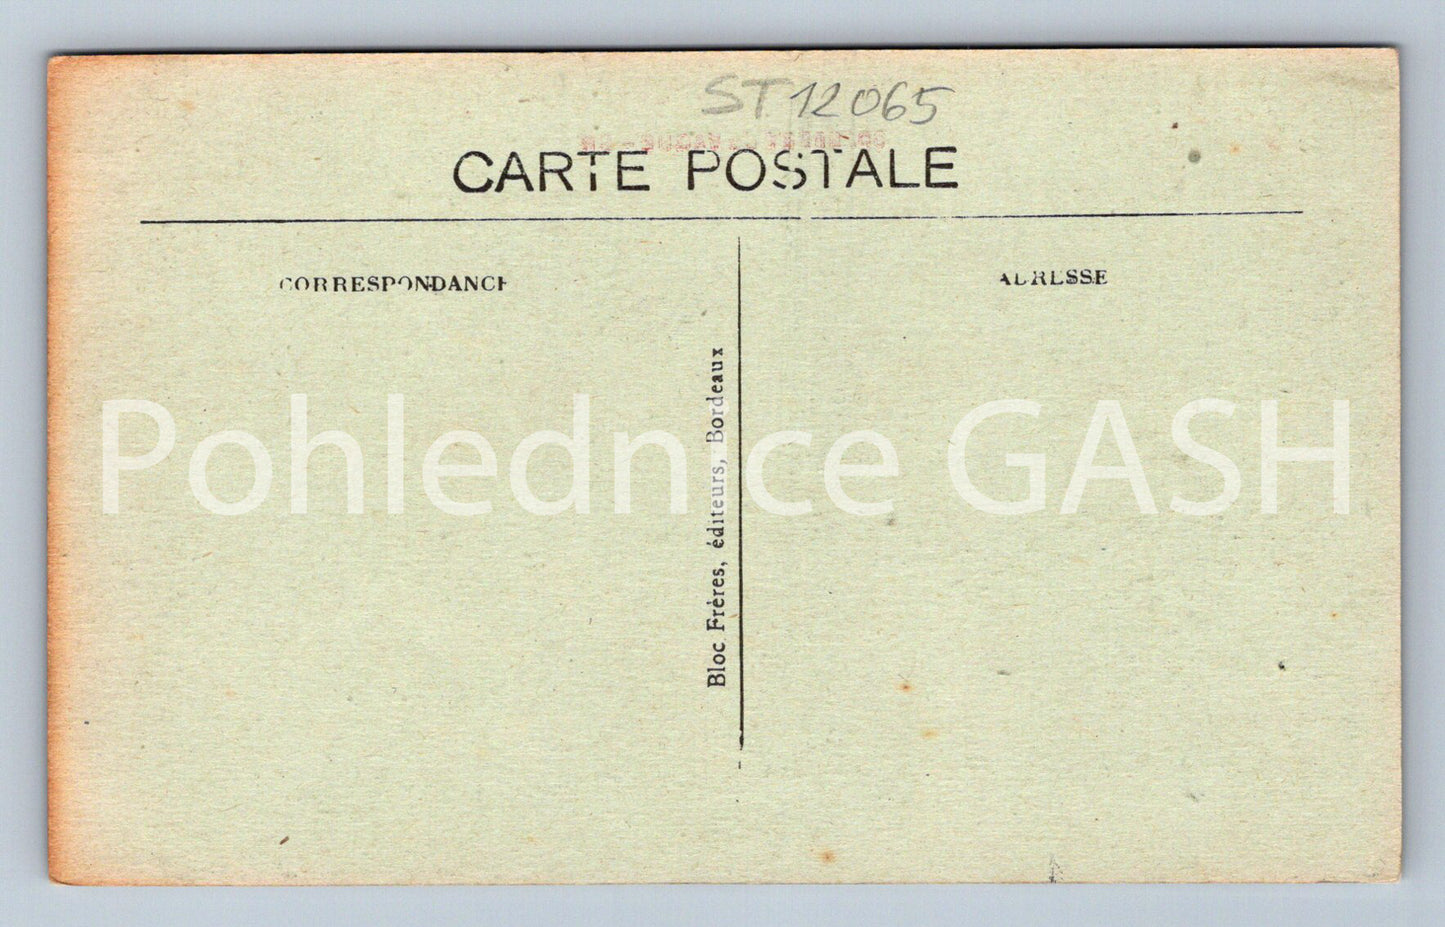 ST 12065
CARTE POSTALE
CORRESPONDANCE
ADRESSE
Bloc Frères, éditeurs, Bordeaux
Pohlednice GASH